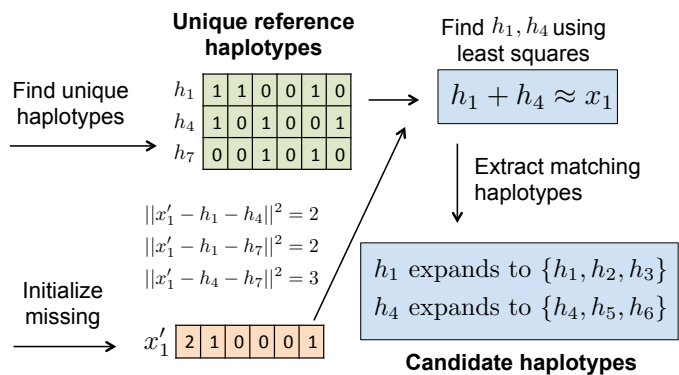 Unique reference
haplotypes
Find unique
haplotypes
h₁ 1 1 0 0 1 0
h₄ 1 0 1 0 0 1
h₇ 0 0 1 0 1 0
Find h₁, h₄ using
least squares
h₁ + h₄ ≈ x₁
Extract matching
haplotypes
||x′₁ − h₁ − h₄||² = 2
||x′₁ − h₁ − h₇||² = 2
||x′₁ − h₄ − h₇||² = 3
Initialize
missing
x′₁ 2 1 0 0 0 1
h₁ expands to {h₁, h₂, h₃}
h₄ expands to {h₄, h₅, h₆}
Candidate haplotypes